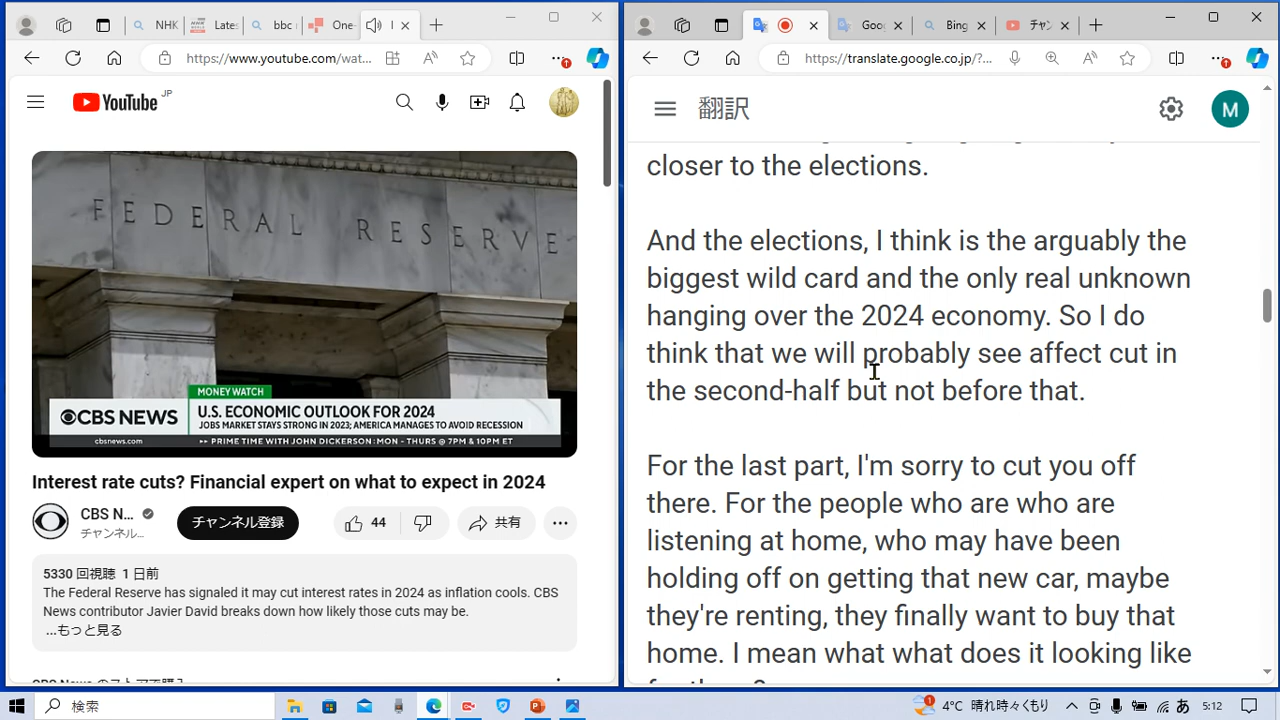 NHK
Lates
bbc
One-
https://www.youtube.com/wat...
YouTube JP
FEDERAL RESERVE
MONEY WATCH
CBS NEWS
U.S. ECONOMIC OUTLOOK FOR 2024
JOBS MARKET STAYS STRONG IN 2023; AMERICA MANAGES TO AVOID RECESSION
cbsnews.com
▸▸ PRIME TIME WITH JOHN DICKERSON: MON - THURS @ 7PM & 10PM ET
Interest rate cuts? Financial expert on what to expect in 2024
CBS N...
チャンネル...
チャンネル登録
44
共有
5330 回視聴 1 日前
The Federal Reserve has signaled it may cut interest rates in 2024 as inflation cools. CBS
News contributor Javier David breaks down how likely those cuts may be.
...もっと見る
Goo
Bing
チャン
https://translate.google.co.jp/?...
翻訳
M
closer to the elections.
And the elections, I think is the arguably the
biggest wild card and the only real unknown
hanging over the 2024 economy. So I do
think that we will probably see affect cut in
the second-half but not before that.
For the last part, I'm sorry to cut you off
there. For the people who are who are
listening at home, who may have been
holding off on getting that new car, maybe
they're renting, they finally want to buy that
home. I mean what what does it looking like
検索
1
4°C 晴れ時々くもり
あ
5:12